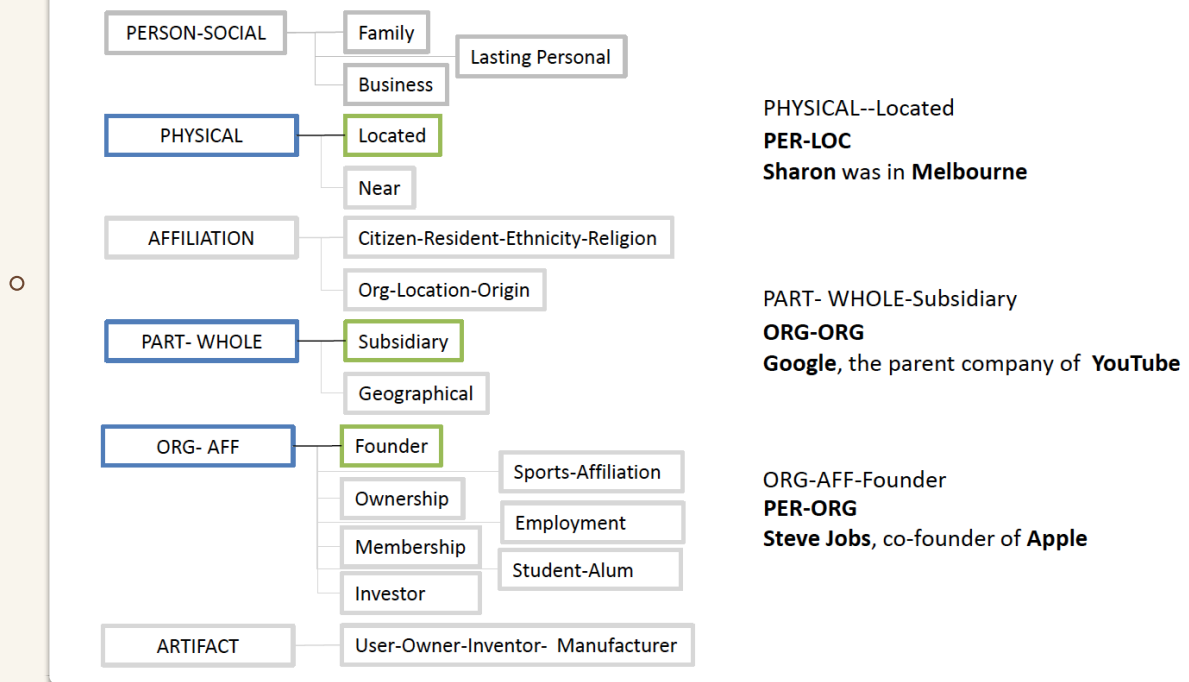 PERSON-SOCIAL
Family
Lasting Personal
Business
PHYSICAL
Located
Near
AFFILIATION
Citizen-Resident-Ethnicity-Religion
Org-Location-Origin
PART- WHOLE
Subsidiary
Geographical
ORG- AFF
Founder
Sports-Affiliation
Ownership
Employment
Membership
Student-Alum
Investor
ARTIFACT
User-Owner-Inventor- Manufacturer
PHYSICAL--Located
PER-LOC
Sharon was in Melbourne
PART- WHOLE-Subsidiary
ORG-ORG
Google, the parent company of YouTube
ORG-AFF-Founder
PER-ORG
Steve Jobs, co-founder of Apple